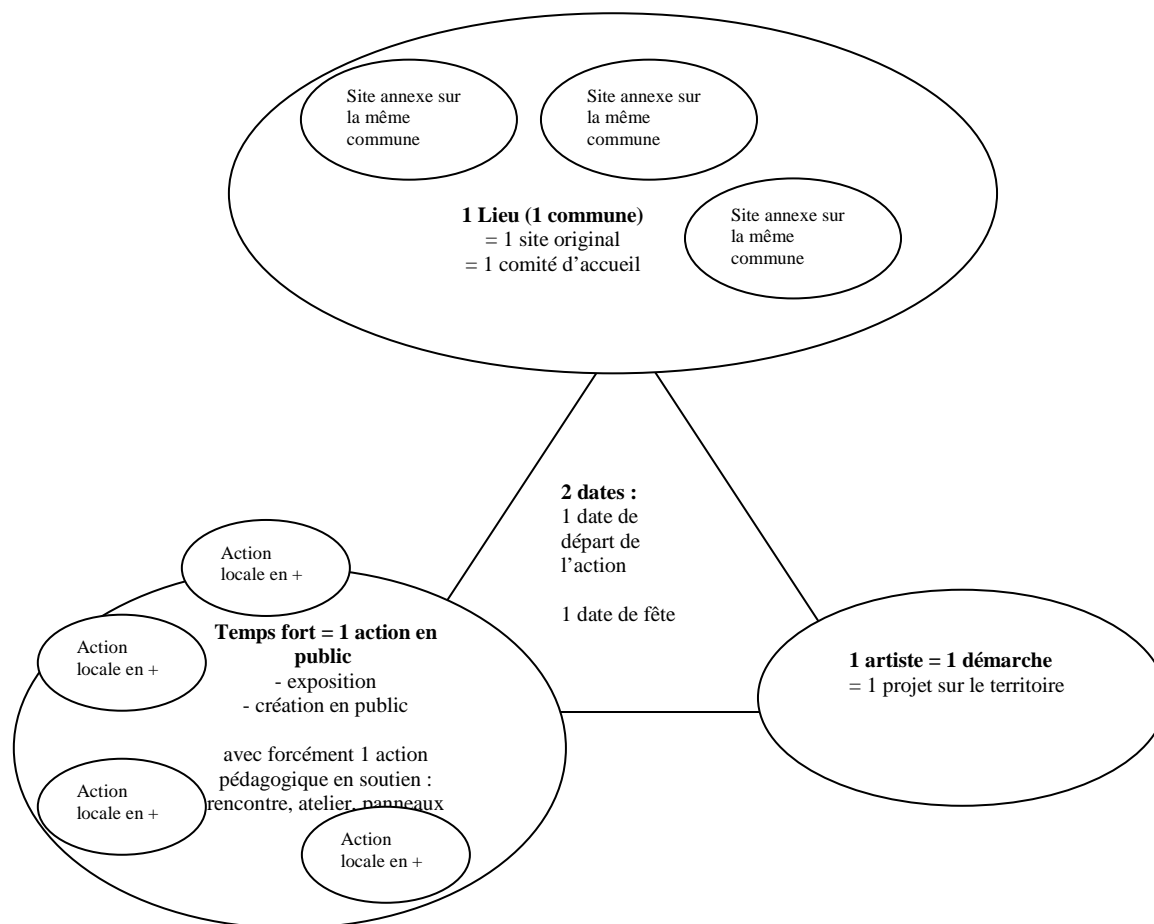 Site annexe sur
la même
commune
Site annexe sur
la même
commune
Site annexe sur
la même
commune
1 Lieu (1 commune)
= 1 site original
= 1 comité d’accueil
2 dates :
1 date de
départ de
l’action
1 date de fête
Action
locale en +
Action
locale en +
Temps fort = 1 action en
public
- exposition
- création en public
avec forcément 1 action
pédagogique en soutien :
rencontre, atelier, panneaux
Action
locale en +
Action
locale en +
1 artiste = 1 démarche
= 1 projet sur le territoire